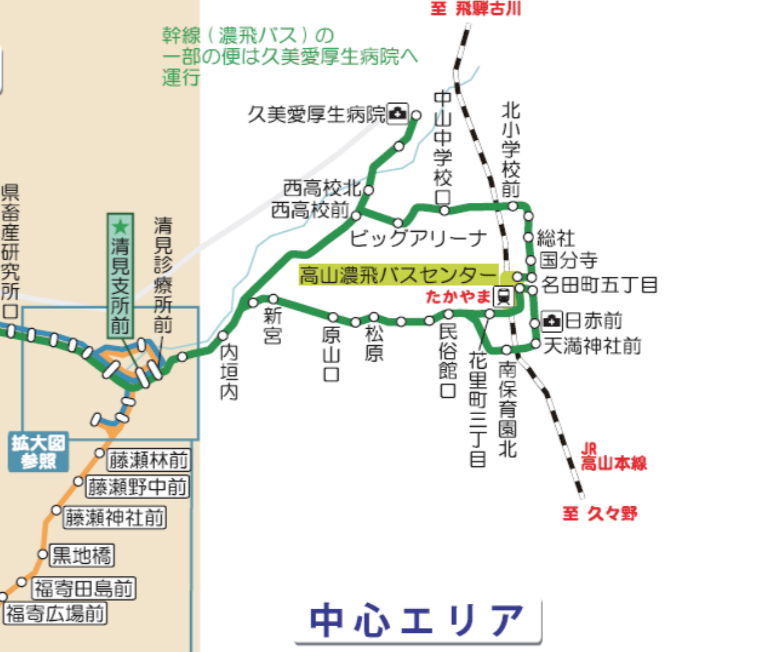 至 飛騨古川
幹線(濃飛バス)の
一部の便は久美愛厚生病院へ
運行
久美愛厚生病院
中山中学校口
北小学校前
西高校北
西高校前
ビッグアリーナ
総社
国分寺
高山濃飛バスセンター
名田町五丁目
たかやま
日赤前
天満神社前
県畜産研究所口
★清見支所前
清見診療所前
新宮
内垣内
原山口
松原
民俗館口
花里町三丁目
南保育園北
拡大図
参照
JR
高山本線
至 久々野
藤瀬林前
藤瀬野中前
藤瀬神社前
黒地橋
福寄田島前
福寄広場前
中心エリア